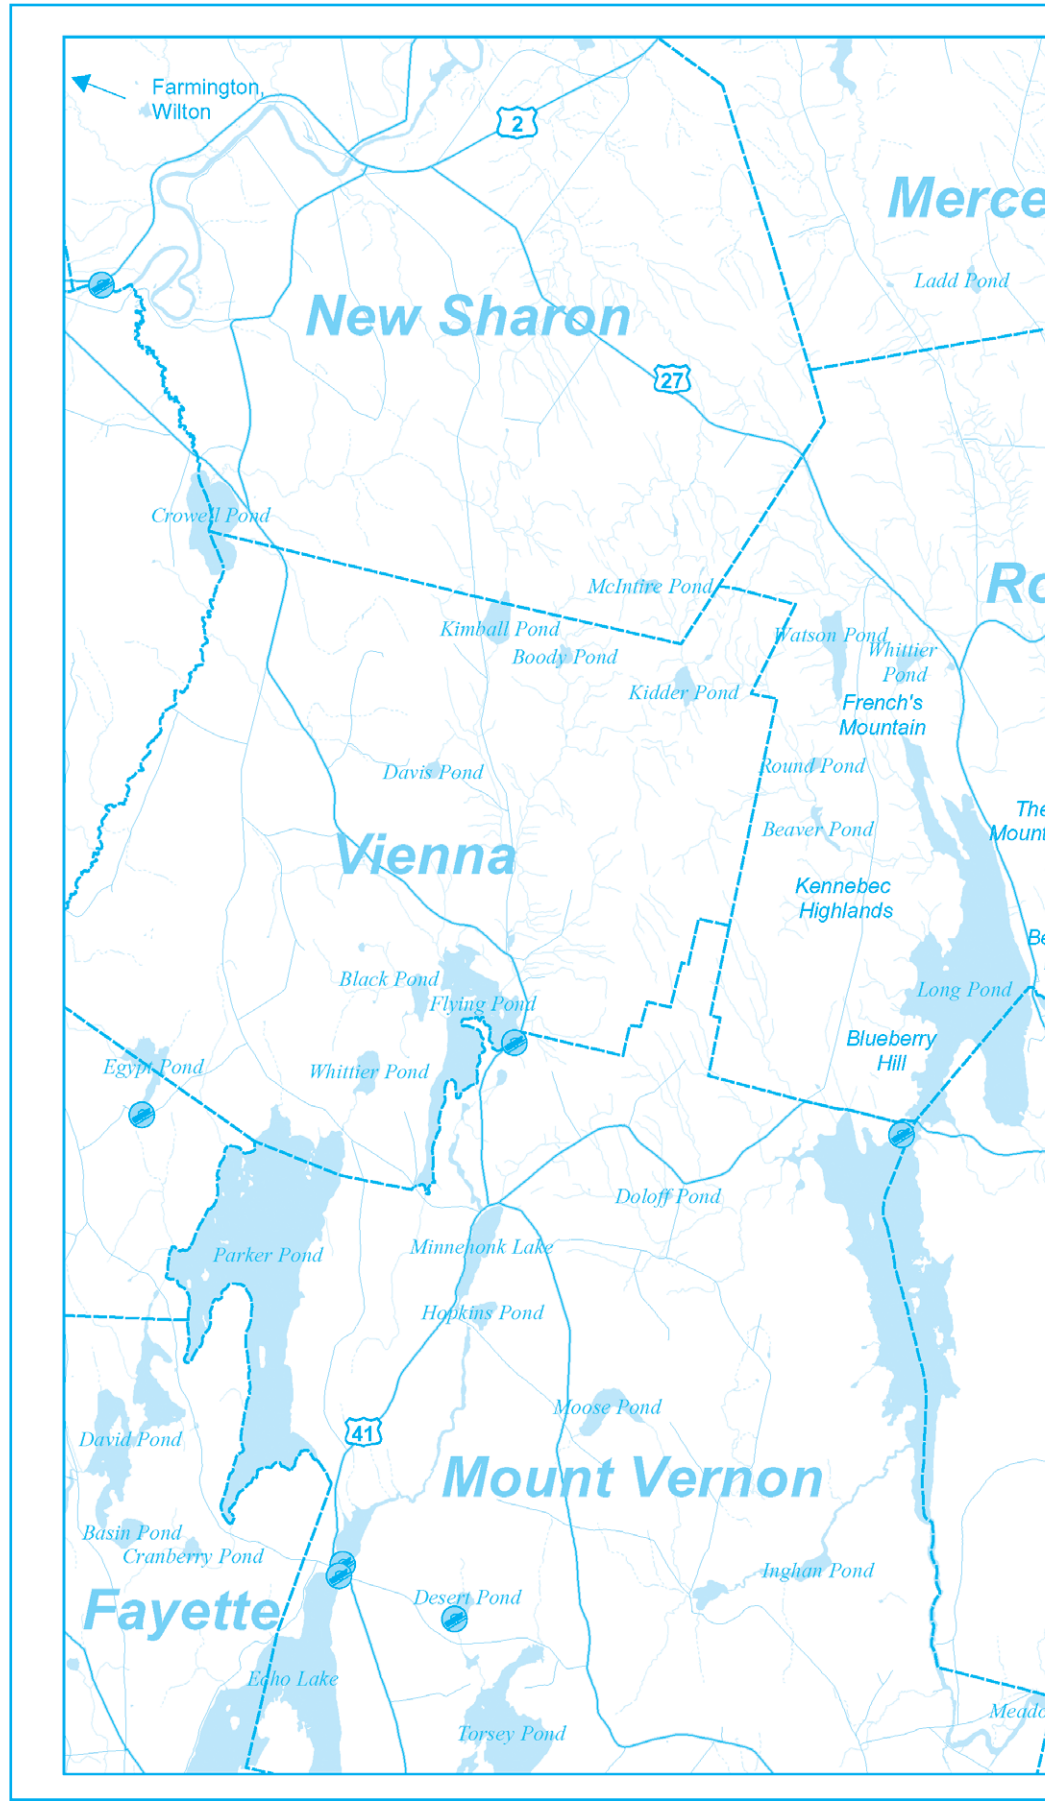 Farmington,
Wilton
2
Merce
Ladd Pond
New Sharon
27
Crowell Pond
McIntire Pond
Ro
Kimball Pond
Watson Pond
Boody Pond
Whittier
Pond
Kidder Pond
French's
Mountain
Davis Pond
Round Pond
The
Mount
Beaver Pond
Vienna
Kennebec
Highlands
Be
Black Pond
Flying Pond
Long Pond
Blueberry
Hill
Egypt Pond
Whittier Pond
Doloff Pond
Parker Pond
Minnehonk Lake
Hopkins Pond
Moose Pond
41
David Pond
Mount Vernon
Basin Pond
Cranberry Pond
Inghan Pond
Desert Pond
Fayette
Echo Lake
Meado
Torsey Pond